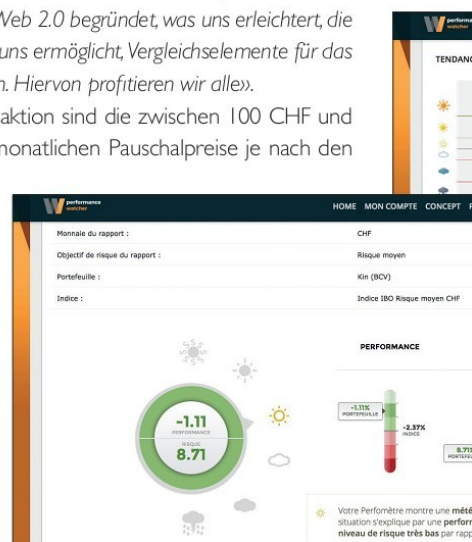 Web 2.0 begründet, was uns erleichtert, die
uns ermöglicht, Vergleichselemente für das
n. Hiervon profitieren wir alle».
aktion sind die zwischen 100 CHF und
monatlichen Pauschalpreise je nach den
performance
watcher
TENDANC
performance
watcher
HOME MON COMPTE CONCEPT
Monnaie du rapport : CHF
Objectif de risque du rapport : Risque moyen
Portefeuille : Kin (BCV)
Indice : Indice IBO Risque moyen CHF
PERFORMANCE
-1.11
PERFORMANCE
RISQUE
8.71
-1.11%
PORTEFEUILLE
-2.37%
INDICE
8.71%
PORTEFEU
Votre Perfomètre montre une mété
situation s'explique par une perform
niveau de risque très bas par rapp